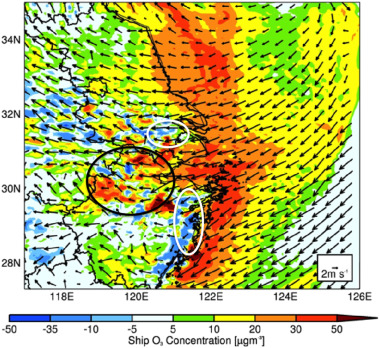 34N
32N
30N
28N
2m s⁻¹
118E 120E 122E 124E 126E
-50 -35 -10 -5 5 10 20 30 50
Ship O₃ Concentration [μgm⁻³]